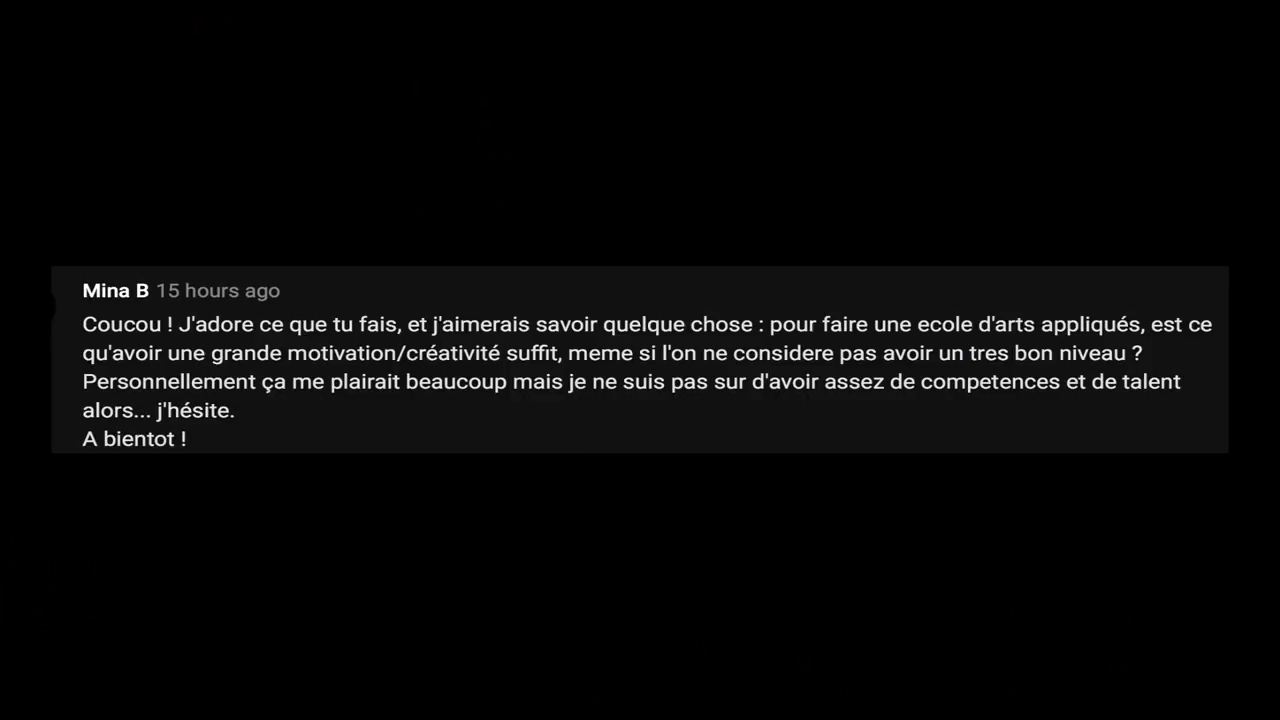 Mina B 15 hours ago
Coucou ! J'adore ce que tu fais, et j'aimerais savoir quelque chose : pour faire une ecole d'arts appliqués, est ce
qu'avoir une grande motivation/créativité suffit, meme si l'on ne considere pas avoir un tres bon niveau ?
Personnellement ça me plairait beaucoup mais je ne suis pas sur d'avoir assez de competences et de talent
alors... j'hésite.
A bientot !